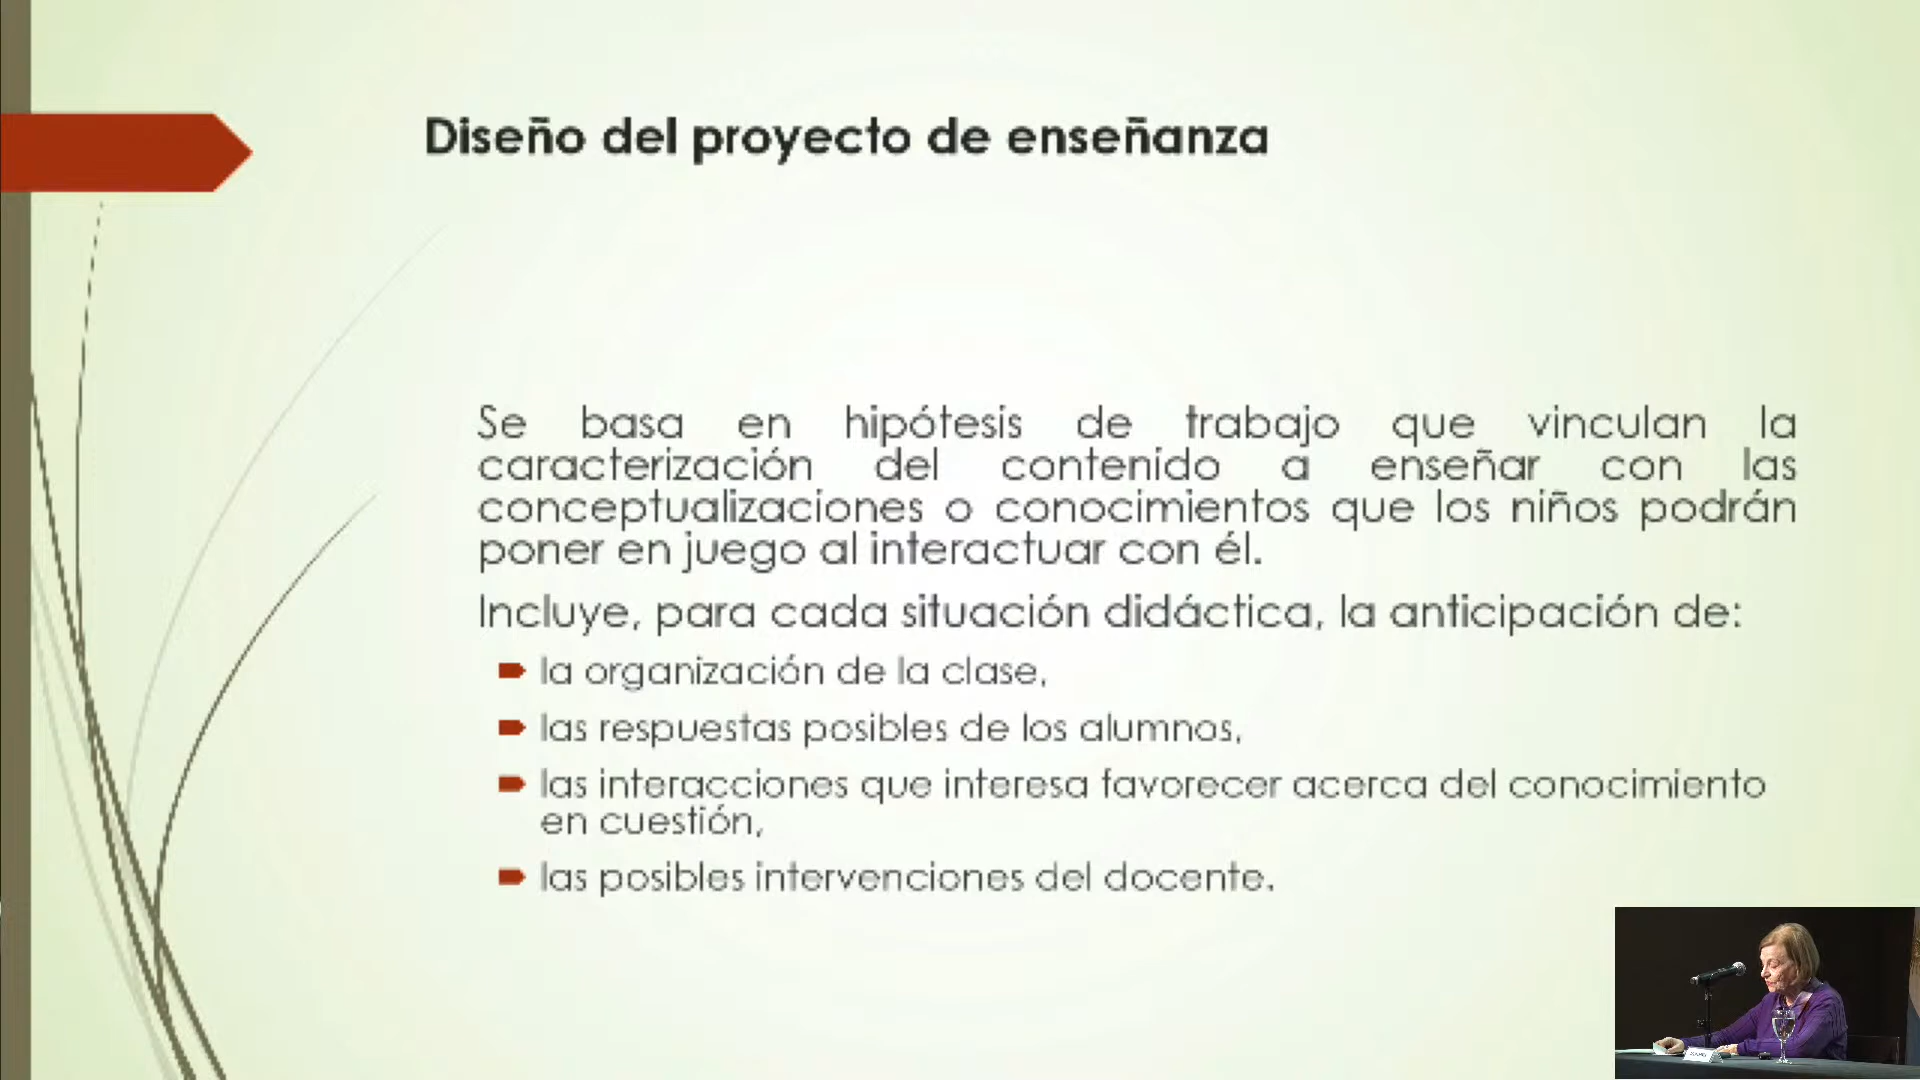 Diseño del proyecto de enseñanza
Se basa en hipótesis de trabajo que vinculan la
caracterización del contenido a enseñar con las
conceptualizaciones o conocimientos que los niños podrán
poner en juego al interactuar con él.
Incluye, para cada situación didáctica, la anticipación de:
la organización de la clase,
las respuestas posibles de los alumnos,
las interacciones que interesa favorecer acerca del conocimiento
en cuestión,
las posibles intervenciones del docente.